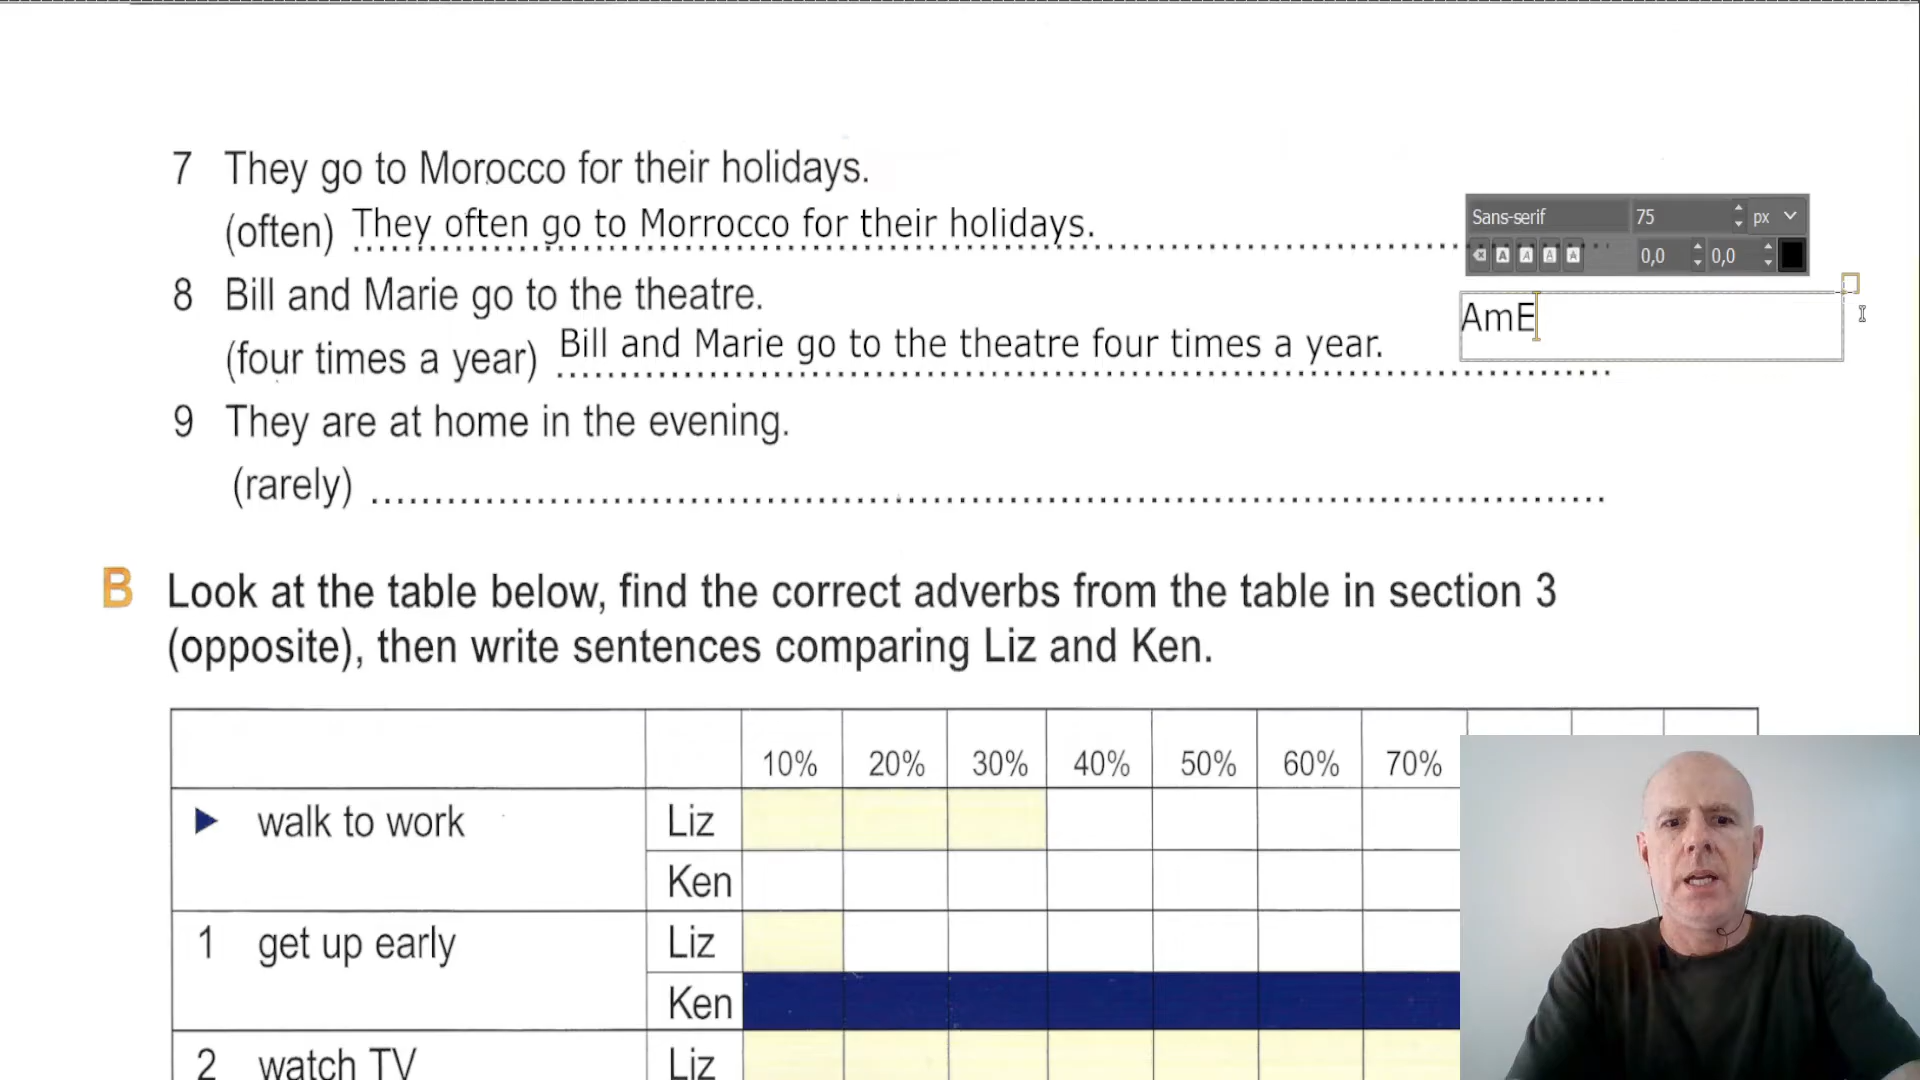 7 They go to Morocco for their holidays.
(often) They often go to Morrocco for their holidays.
Sans-serif 75 px
0,0 0,0
8 Bill and Marie go to the theatre.
AmE
(four times a year) Bill and Marie go to the theatre four times a year.
9 They are at home in the evening.
(rarely)
B Look at the table below, find the correct adverbs from the table in section 3
(opposite), then write sentences comparing Liz and Ken.
10% 20% 30% 40% 50% 60% 70%
walk to work Liz
Ken
1 get up early Liz
Ken
2 watch TV Liz